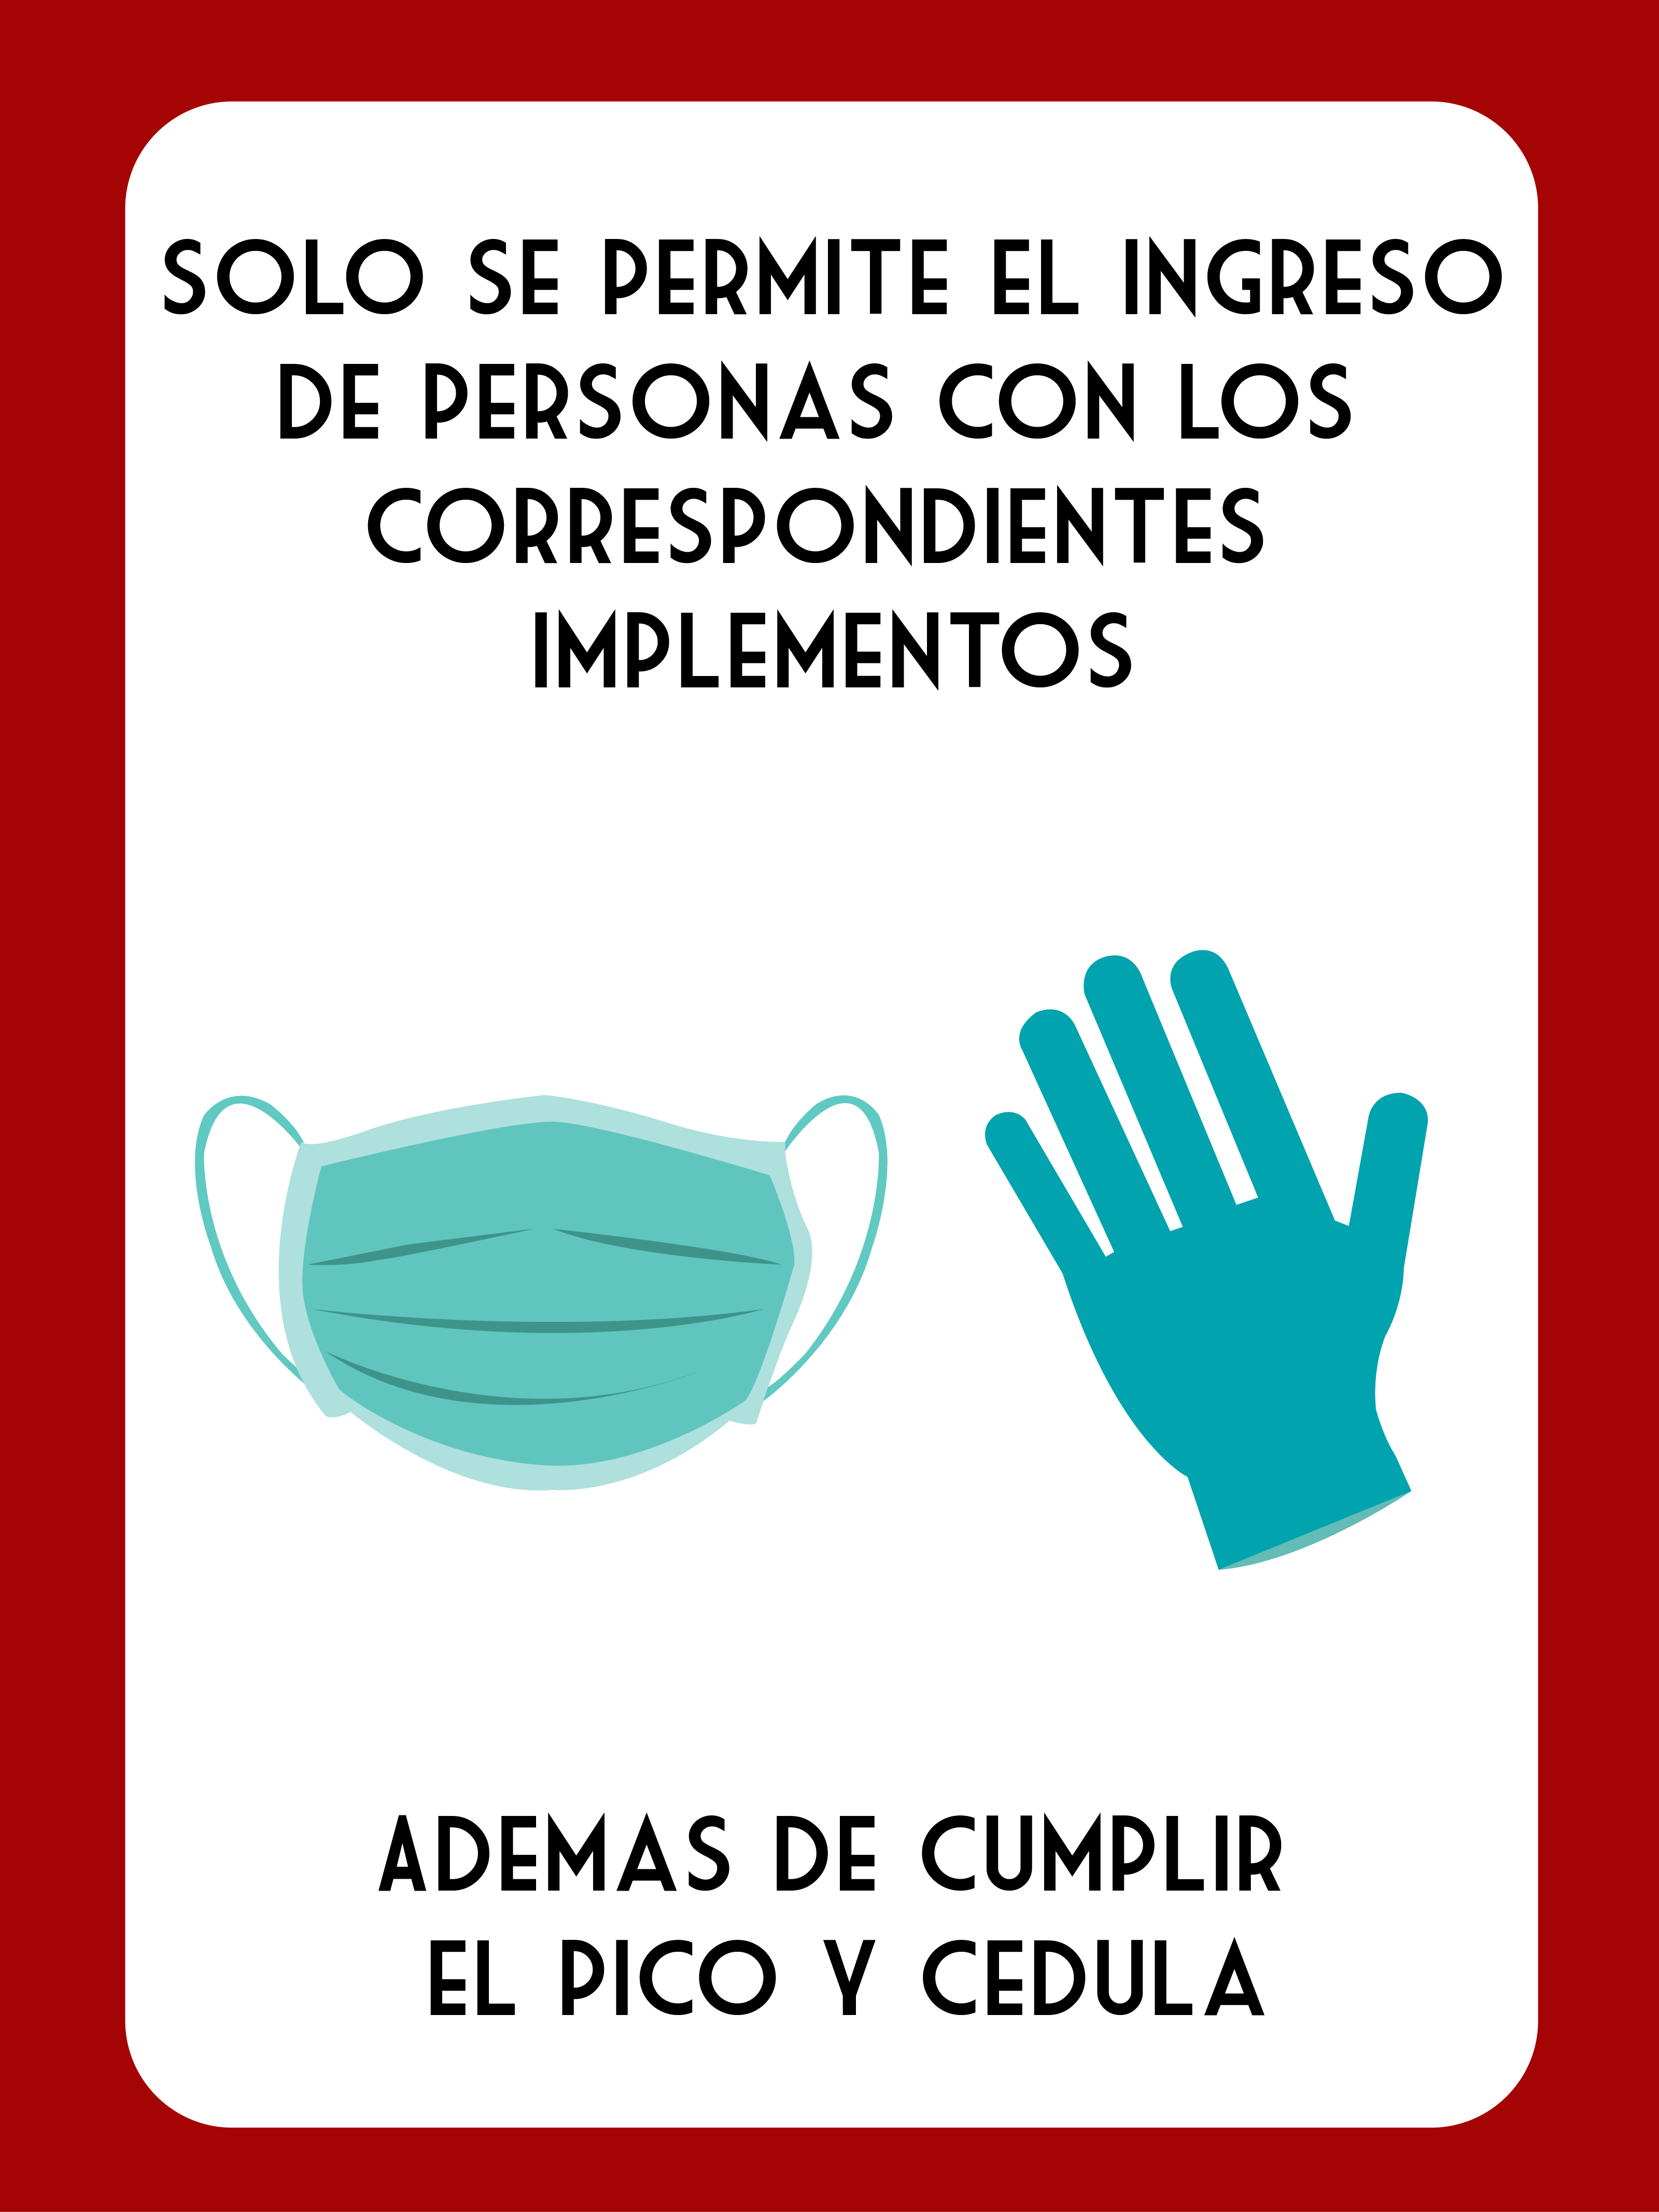 SOLO SE PERMITE EL INGRESO
DE PERSONAS CON LOS
CORRESPONDIENTES
IMPLEMENTOS
ADEMAS DE CUMPLIR
EL PICO Y CEDULA